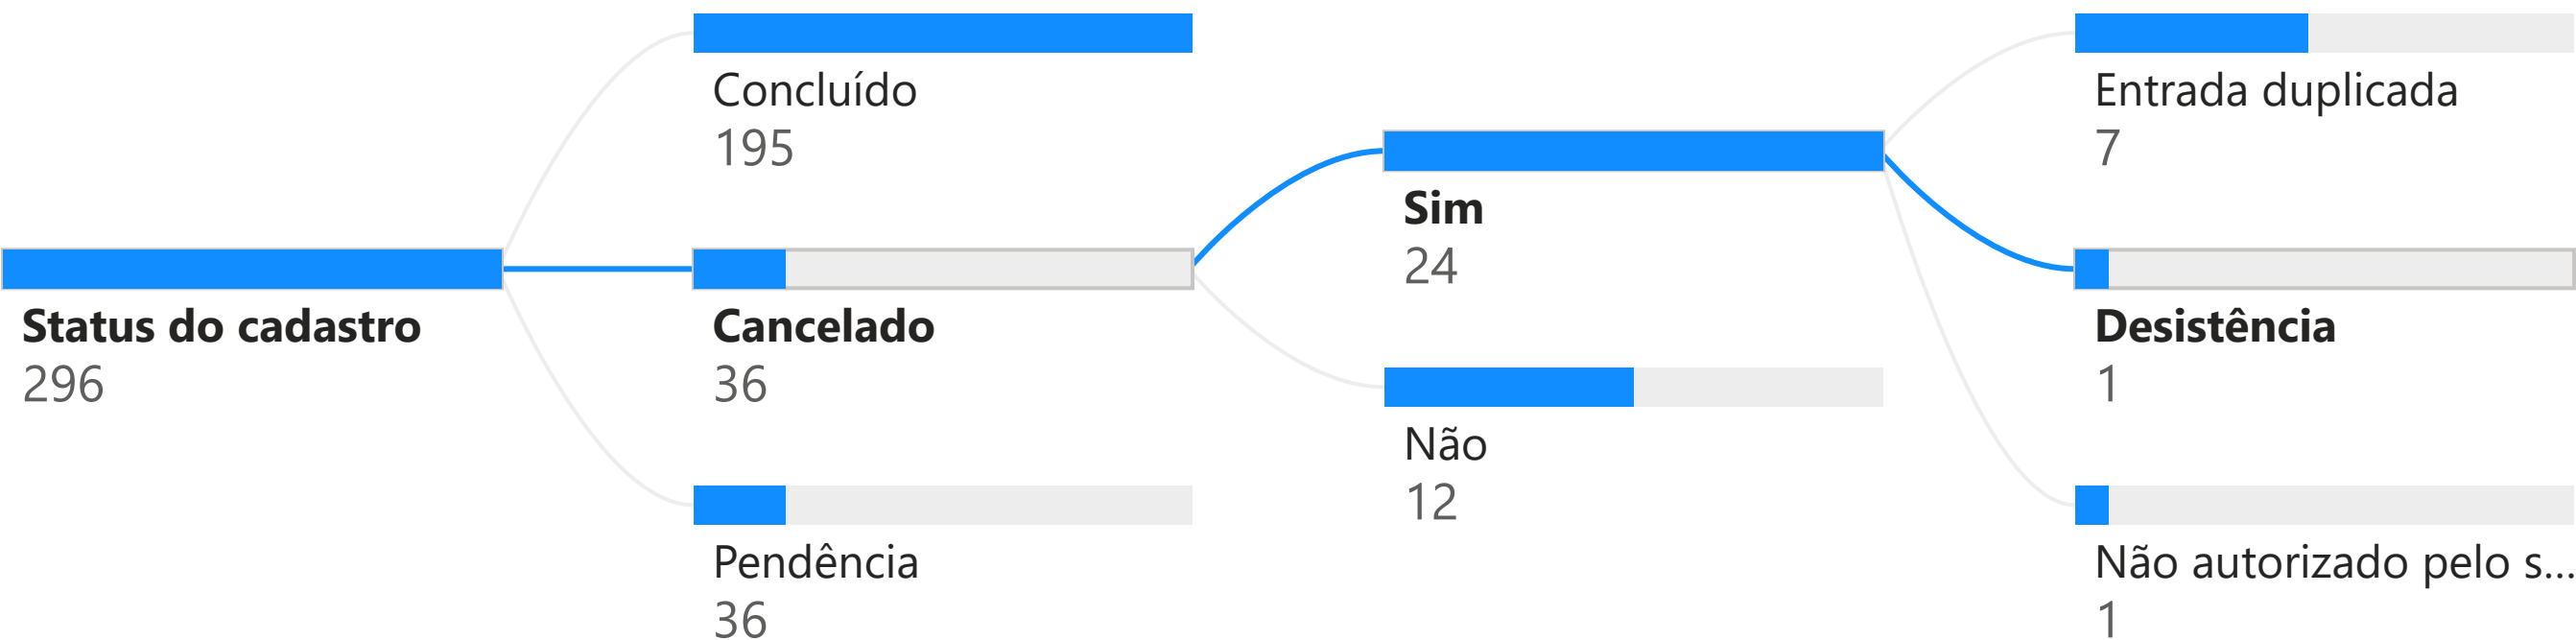 Status do cadastro
296
Concluído
195
Cancelado
36
Pendência
36
Sim
24
Não
12
Entrada duplicada
7
Desistência
1
Não autorizado pelo s...
1